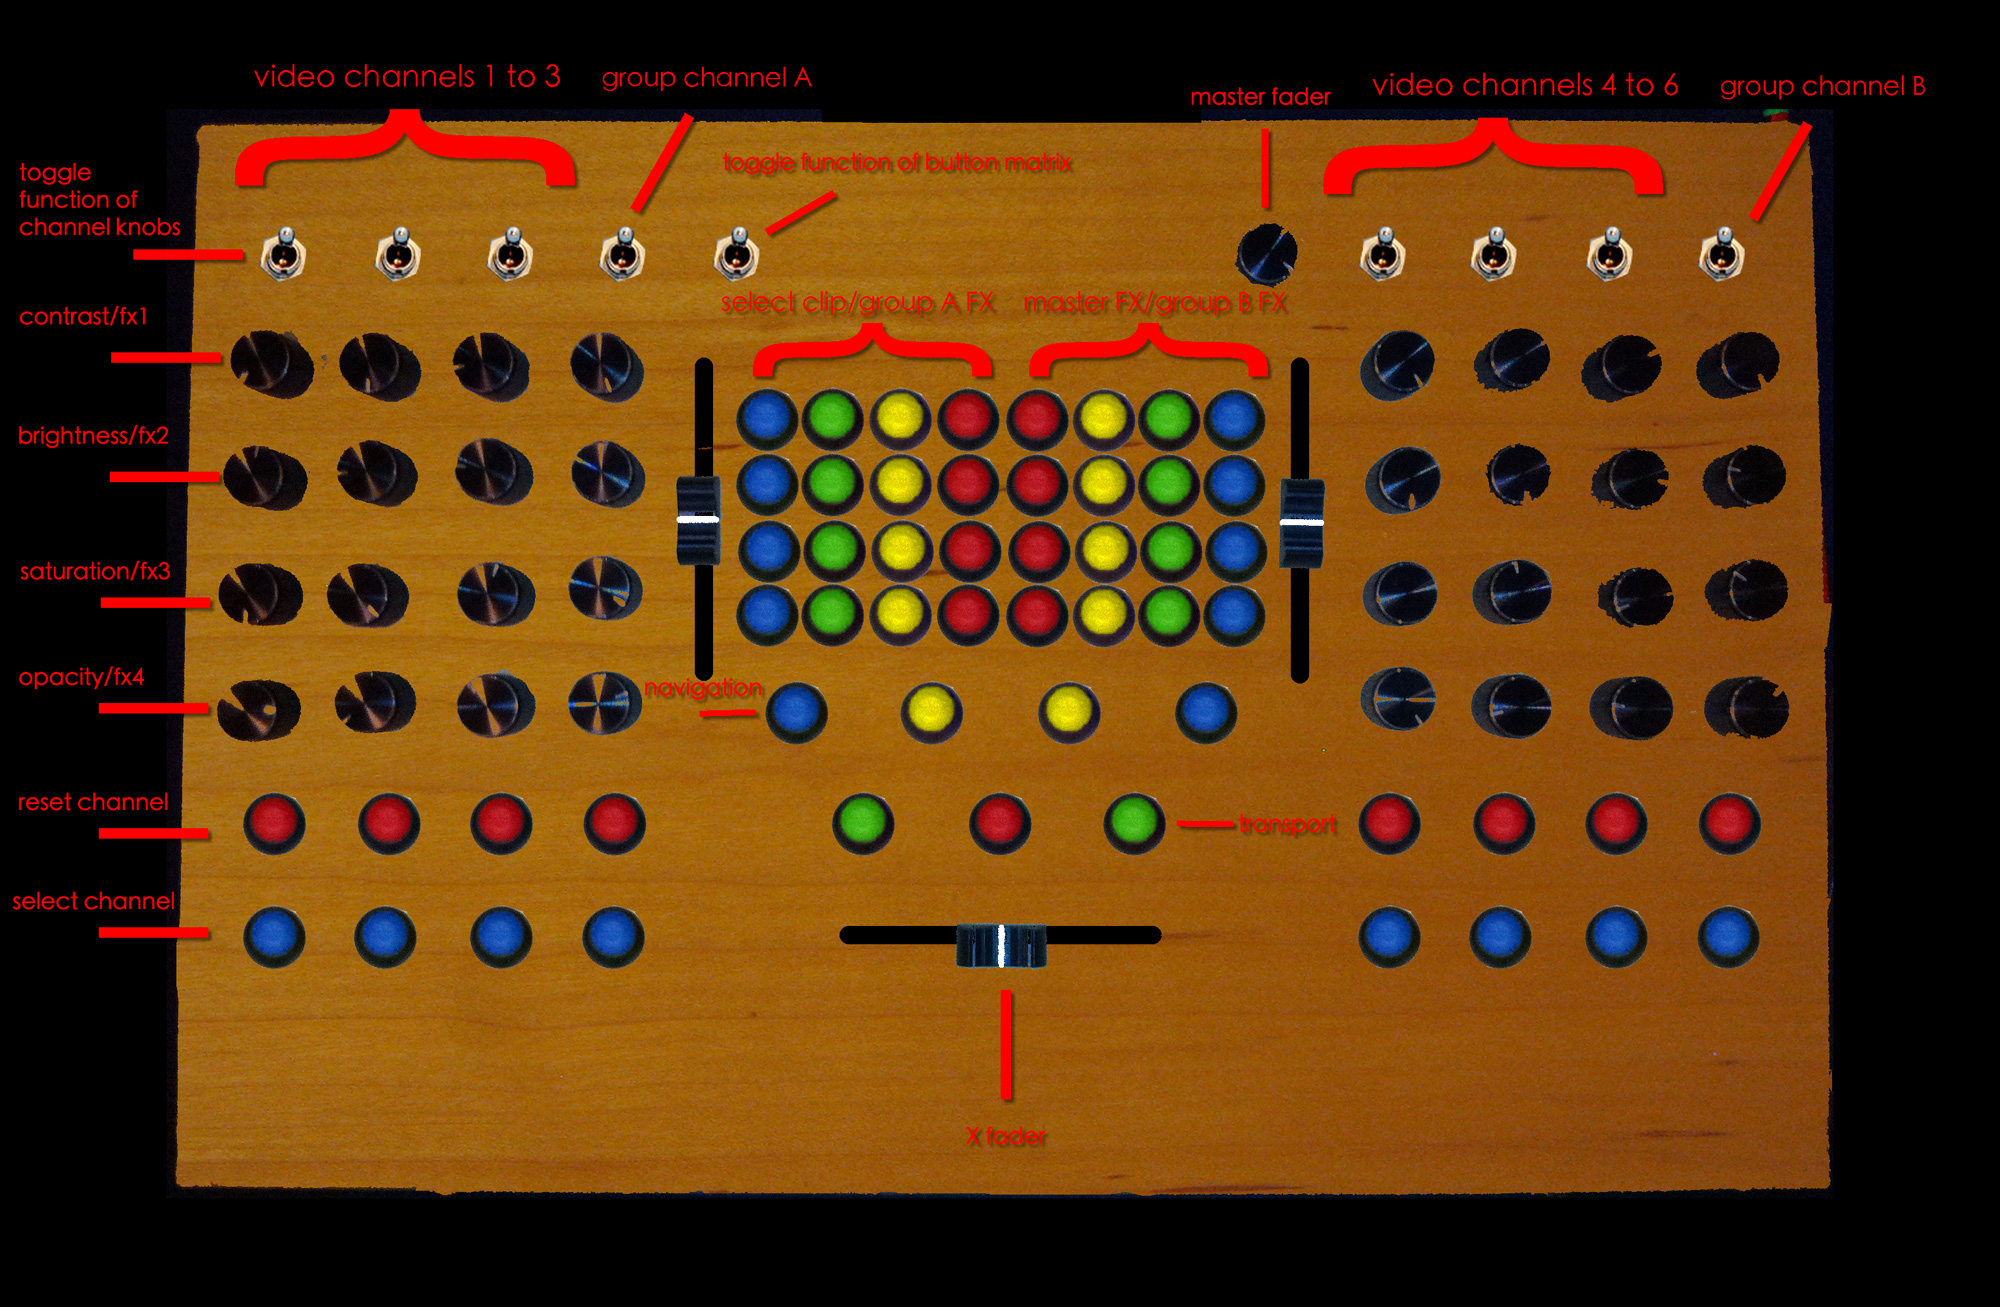 video channels 1 to 3
group channel A
master fader
video channels 4 to 6
group channel B
toggle
function of
channel knobs
toggle function of button matrix
contrast/fx1
select clip/group A FX
master FX/group B FX
brightness/fx2
saturation/fx3
opacity/fx4
navigation
reset channel
transport
select channel
X fader